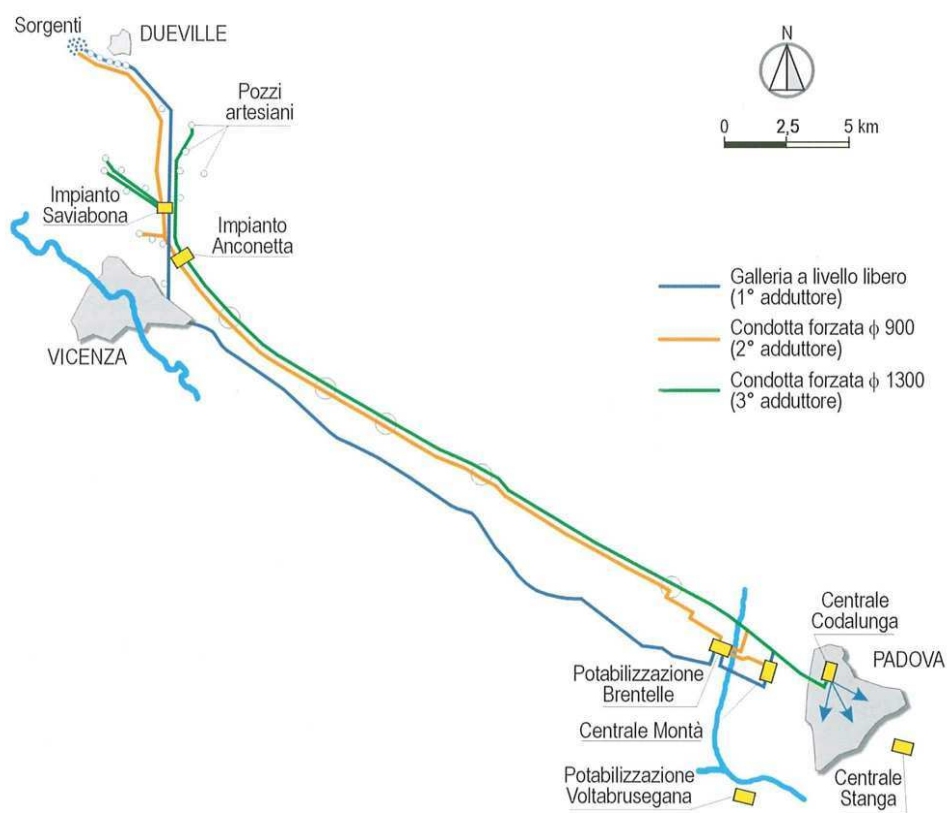 Sorgenti
DUEVILLE
Pozzi
artesiani
N
0 2,5 5 km
Impianto
Saviabona
Impianto
Anconetta
VICENZA
Galleria a livello libero
(1° adduttore)
Condotta forzata ϕ 900
(2° adduttore)
Condotta forzata ϕ 1300
(3° adduttore)
Centrale
Codalunga
PADOVA
Potabilizzazione
Brentelle
Centrale Montà
Potabilizzazione
Voltabrusegana
Centrale
Stanga